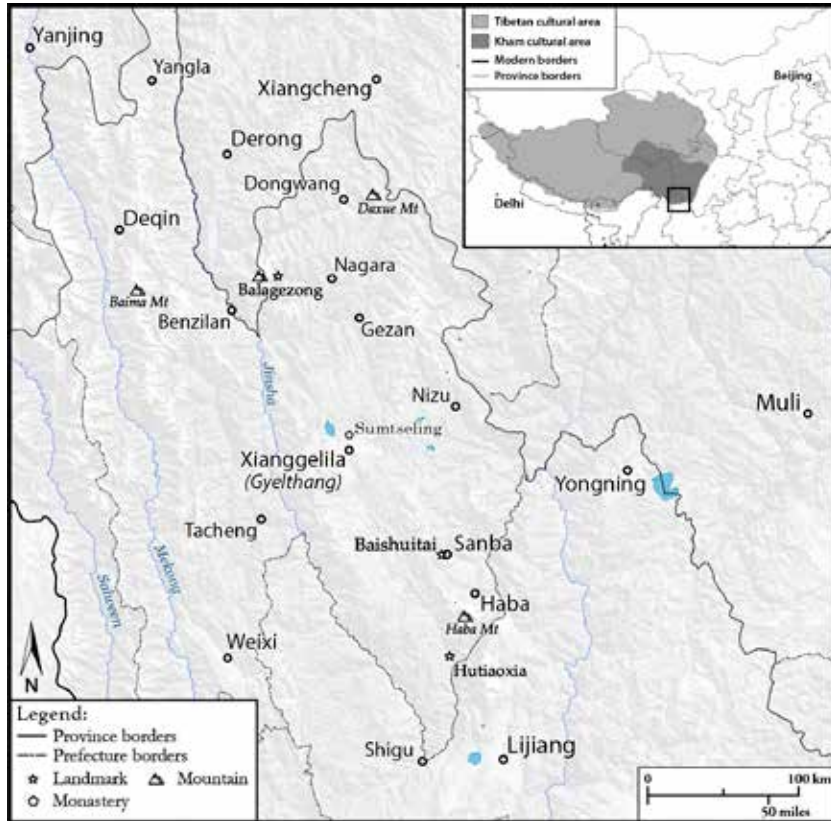 Tibetan cultural area
Kham cultural area
Modern borders
Province borders
Beijing
Delhi
Yanjing
Yangla
Xiangcheng
Derong
Dongwang
Daxue Mt
Deqin
Baima Mt
Balagezong
Nagara
Benzilan
Gezan
Jinsha
Nizu
Muli
Sumtseling
Xianggelila
(Gyelthang)
Yongning
Tacheng
Baishuitai
Sanba
Mekong
Salween
Haba
Haba Mt
Weixi
Hutiaoxia
N
Shigu
Lijiang
Legend:
Province borders
Prefecture borders
Landmark
Mountain
Monastery
0 100 km
50 miles